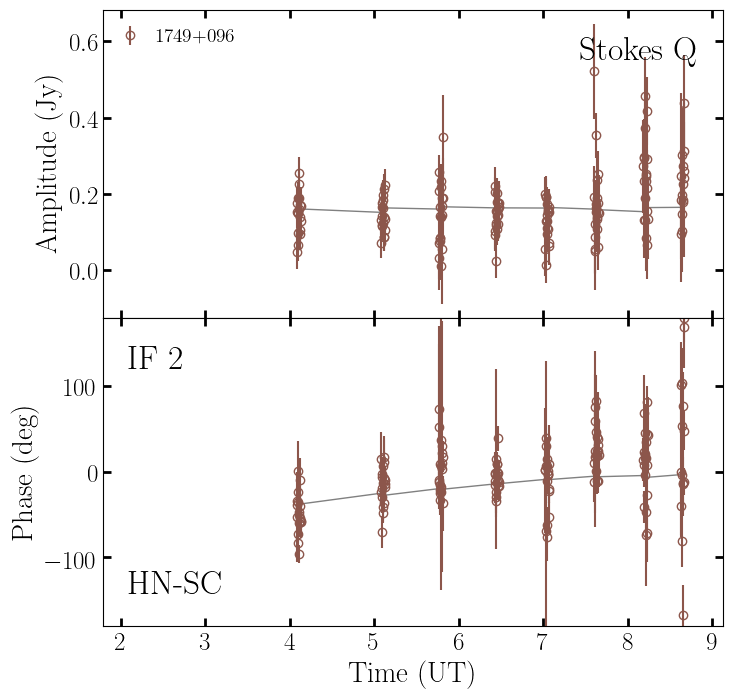 1749+096
Stokes Q
0.6
0.4
0.2
0.0
Amplitude (Jy)
IF 2
100
0
−100
Phase (deg)
HN-SC
2 3 4 5 6 7 8 9
Time (UT)